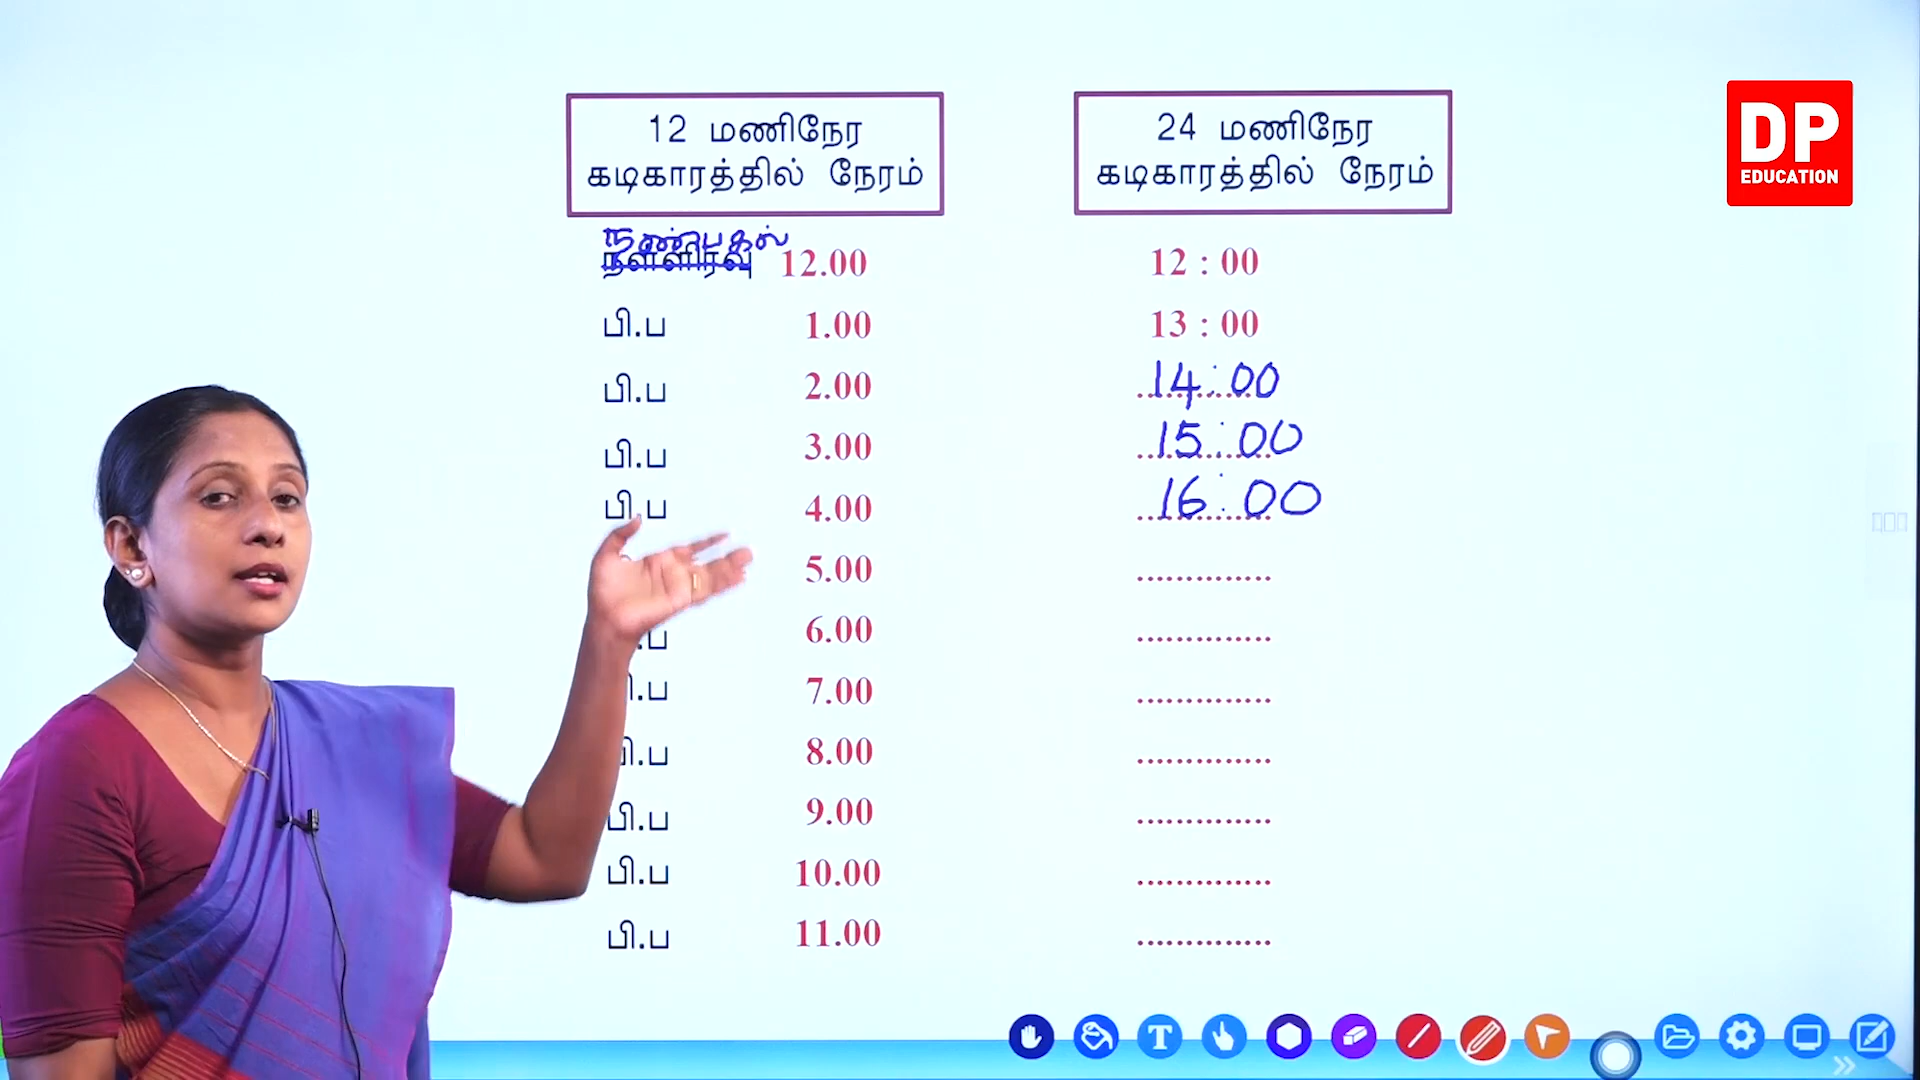 12 மணிநேர
கடிகாரத்தில் நேரம்
24 மணிநேர
கடிகாரத்தில் நேரம்
DP
EDUCATION
நண்பகல்
நள்ளிரவு 12.00 12 : 00
பி.ப 1.00 13 : 00
பி.ப 2.00 14:00
பி.ப 3.00 15:00
பி.ப 4.00 16:00
5.00 ..............
6.00 ..............
பி.ப 7.00 ..............
பி.ப 8.00 ..............
பி.ப 9.00 ..............
பி.ப 10.00 ..............
பி.ப 11.00 ..............
T